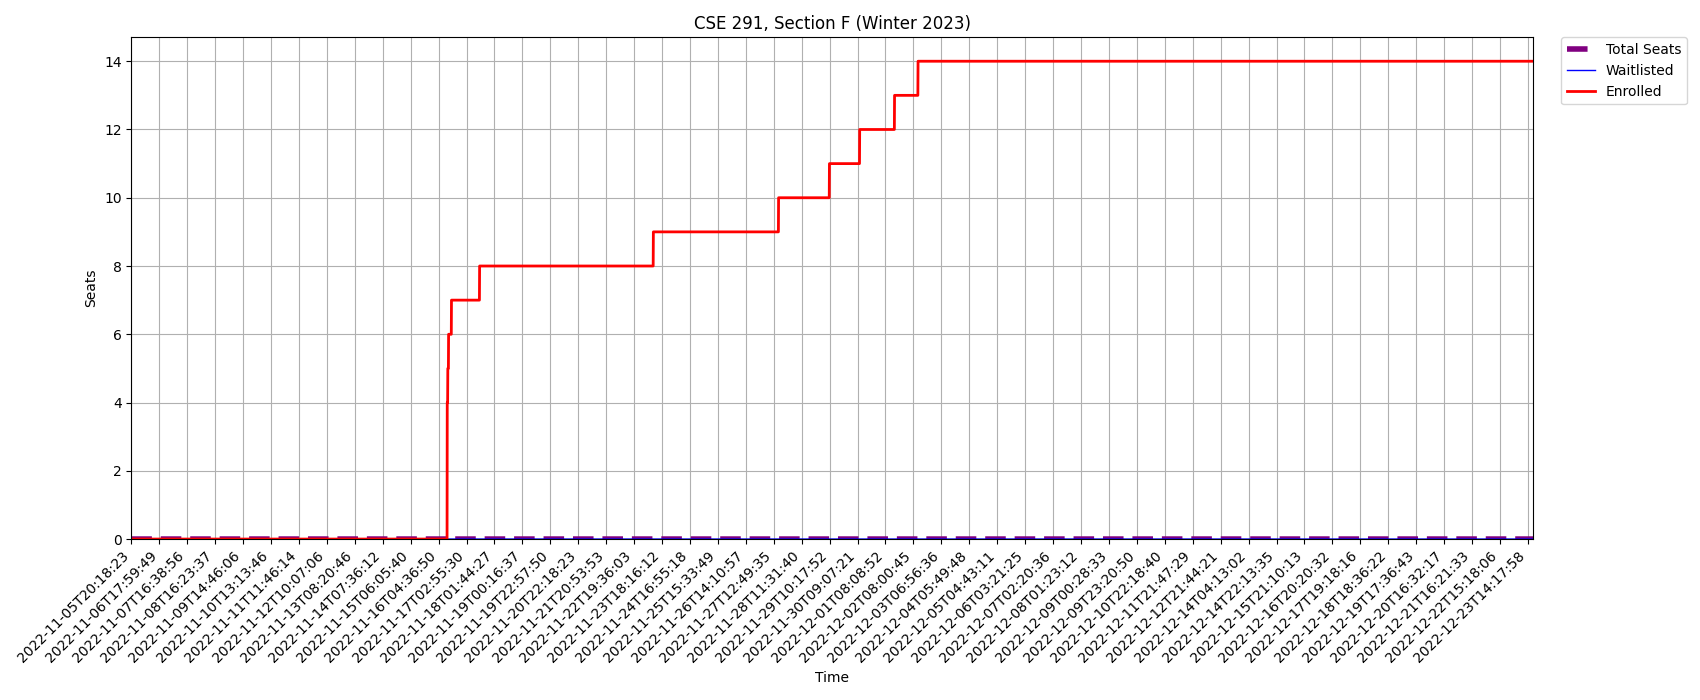 CSE 291, Section F (Winter 2023)
Total Seats
Waitlisted
Enrolled
Seats
14
12
10
8
6
4
2
0
2022-11-05T20:18:23
2022-11-06T17:59:49
2022-11-07T16:38:56
2022-11-08T16:23:37
2022-11-09T14:46:06
2022-11-10T13:13:46
2022-11-11T11:46:14
2022-11-12T10:07:06
2022-11-13T08:20:46
2022-11-14T07:36:12
2022-11-15T06:05:40
2022-11-16T04:36:50
2022-11-17T02:55:30
2022-11-18T01:44:27
2022-11-19T00:16:37
2022-11-19T22:57:50
2022-11-20T22:18:23
2022-11-21T20:53:53
2022-11-22T19:36:03
2022-11-23T18:16:12
2022-11-24T16:55:18
2022-11-25T15:33:49
2022-11-26T14:10:57
2022-11-27T12:49:35
2022-11-28T11:31:40
2022-11-29T10:17:52
2022-11-30T09:07:21
2022-12-01T08:08:52
2022-12-02T08:00:45
2022-12-03T06:56:36
2022-12-04T05:49:48
2022-12-05T04:43:11
2022-12-06T03:21:25
2022-12-07T02:20:36
2022-12-08T01:23:12
2022-12-09T00:28:33
2022-12-09T23:20:50
2022-12-10T22:18:40
2022-12-11T21:47:29
2022-12-12T21:44:21
2022-12-14T04:13:02
2022-12-14T22:13:35
2022-12-15T21:10:13
2022-12-16T20:20:32
2022-12-17T19:18:16
2022-12-18T18:36:22
2022-12-19T17:36:43
2022-12-20T16:32:17
2022-12-21T16:21:33
2022-12-22T15:18:06
2022-12-23T14:17:58
Time